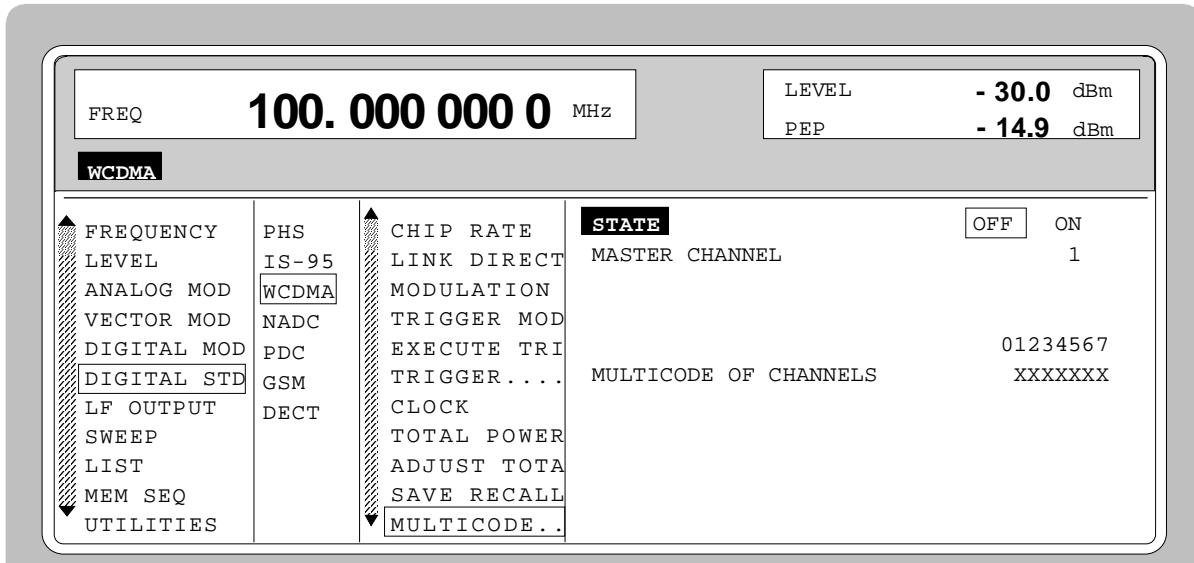 FREQ 100. 000 000 0 MHz
LEVEL - 30.0 dBm
PEP - 14.9 dBm
WCDMA
FREQUENCY
LEVEL
ANALOG MOD
VECTOR MOD
DIGITAL MOD
DIGITAL STD
LF OUTPUT
SWEEP
LIST
MEM SEQ
UTILITIES
PHS
IS-95
WCDMA
NADC
PDC
GSM
DECT
CHIP RATE
LINK DIRECT
MODULATION
TRIGGER MOD
EXECUTE TRI
TRIGGER....
CLOCK
TOTAL POWER
ADJUST TOTA
SAVE RECALL
MULTICODE..
STATE OFF ON
MASTER CHANNEL 1
01234567
MULTICODE OF CHANNELS XXXXXXX